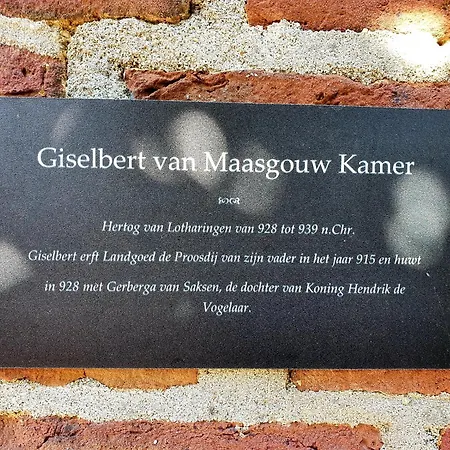 Giselbert van Maasgouw Kamer
Hertog van Lotharingen van 928 tot 939 n.Chr.
Giselbert erft Landgoed de Proosdij van zijn vader in het jaar 915 en huwt
in 928 met Gerberga van Saksen, de dochter van Koning Hendrik de
Vogelaar.